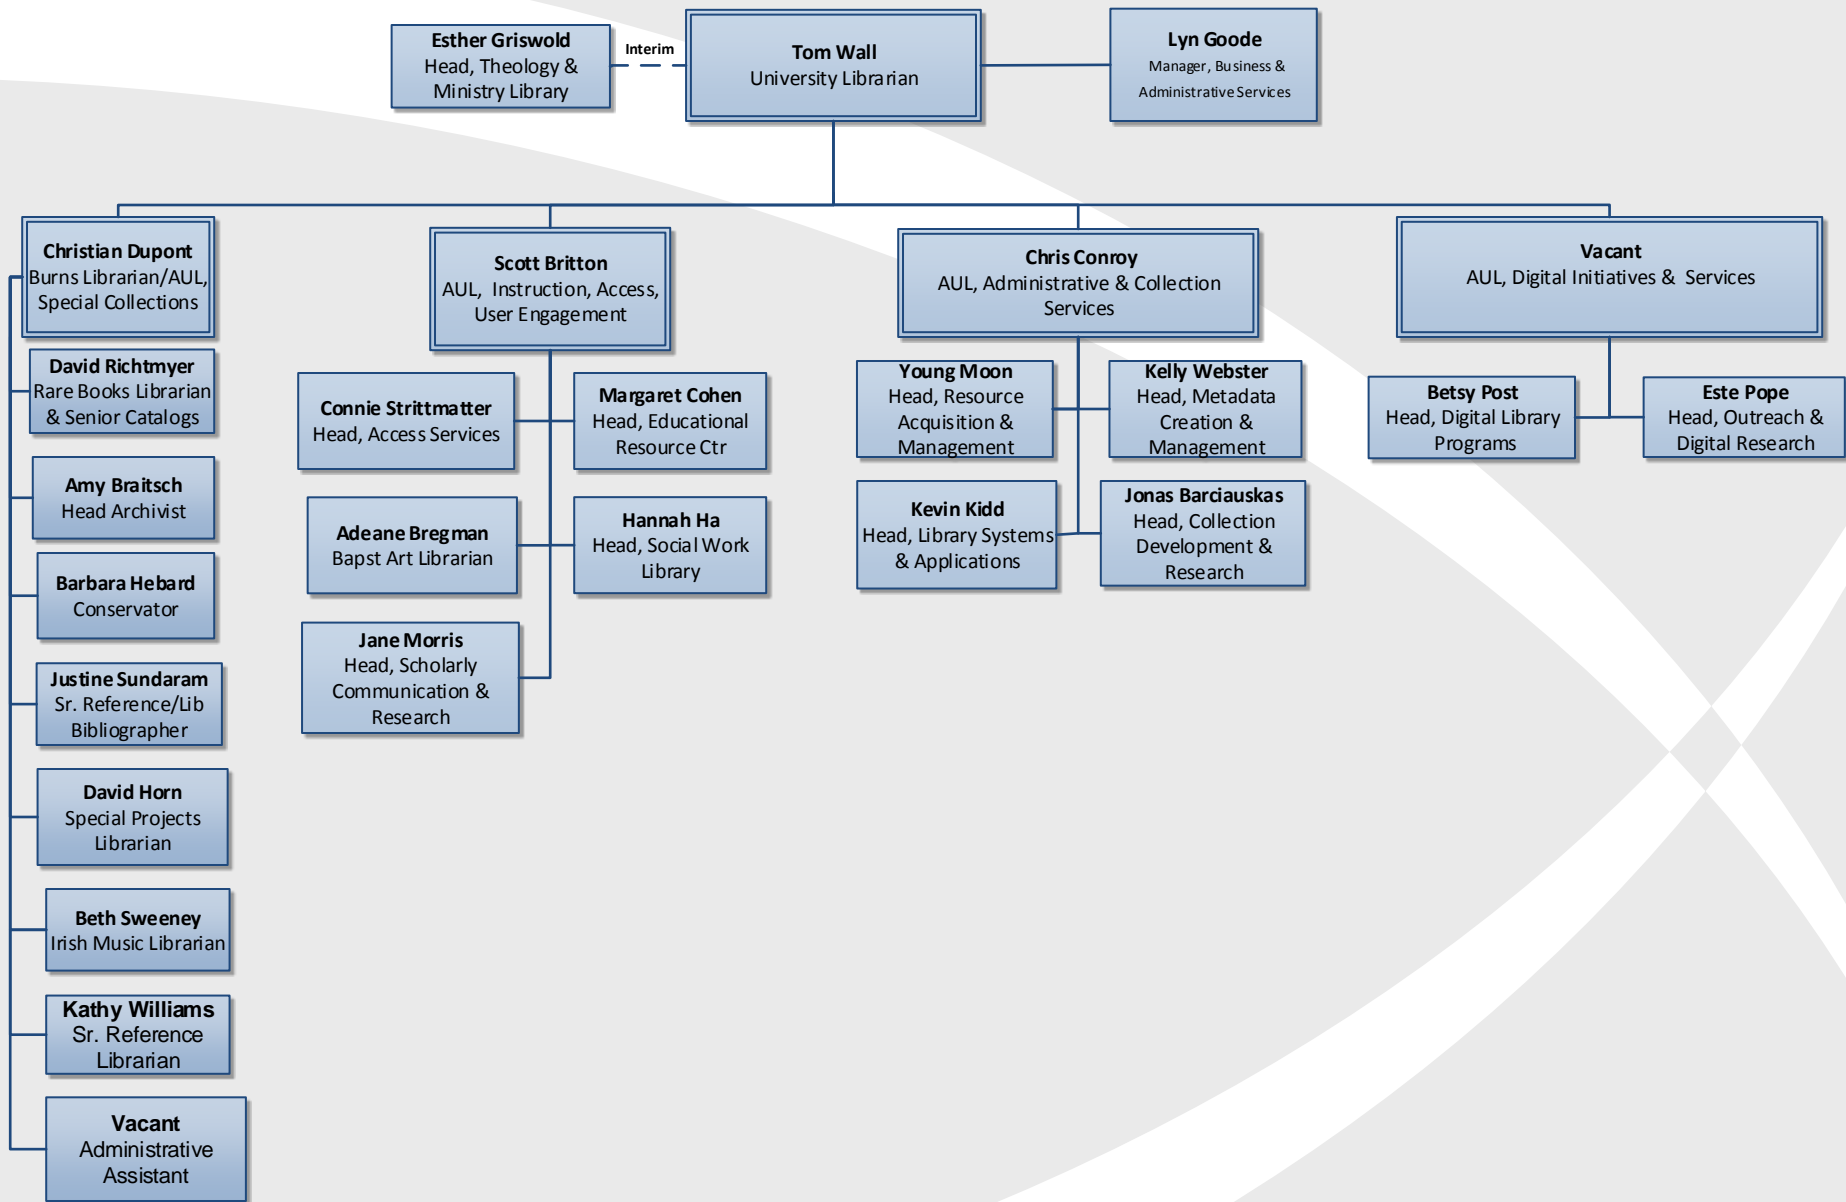 Esther Griswold
Head, Theology &
Ministry Library
Interim
Tom Wall
University Librarian
Lyn Goode
Manager, Business &
Administrative Services
Christian Dupont
Burns Librarian/AUL,
Special Collections
David Richtmyer
Rare Books Librarian
& Senior Catalogs
Amy Braitsch
Head Archivist
Barbara Hebard
Conservator
Justine Sundaram
Sr. Reference/Lib
Bibliographer
David Horn
Special Projects
Librarian
Beth Sweeney
Irish Music Librarian
Kathy Williams
Sr. Reference
Librarian
Vacant
Administrative
Assistant
Scott Britton
AUL, Instruction, Access,
User Engagement
Connie Strittmatter
Head, Access Services
Margaret Cohen
Head, Educational
Resource Ctr
Adeane Bregman
Bapst Art Librarian
Hannah Ha
Head, Social Work
Library
Jane Morris
Head, Scholarly
Communication &
Research
Chris Conroy
AUL, Administrative & Collection
Services
Young Moon
Head, Resource
Acquisition &
Management
Kelly Webster
Head, Metadata
Creation &
Management
Kevin Kidd
Head, Library Systems
& Applications
Jonas Barciauskas
Head, Collection
Development &
Research
Vacant
AUL, Digital Initiatives & Services
Betsy Post
Head, Digital Library
Programs
Este Pope
Head, Outreach &
Digital Research